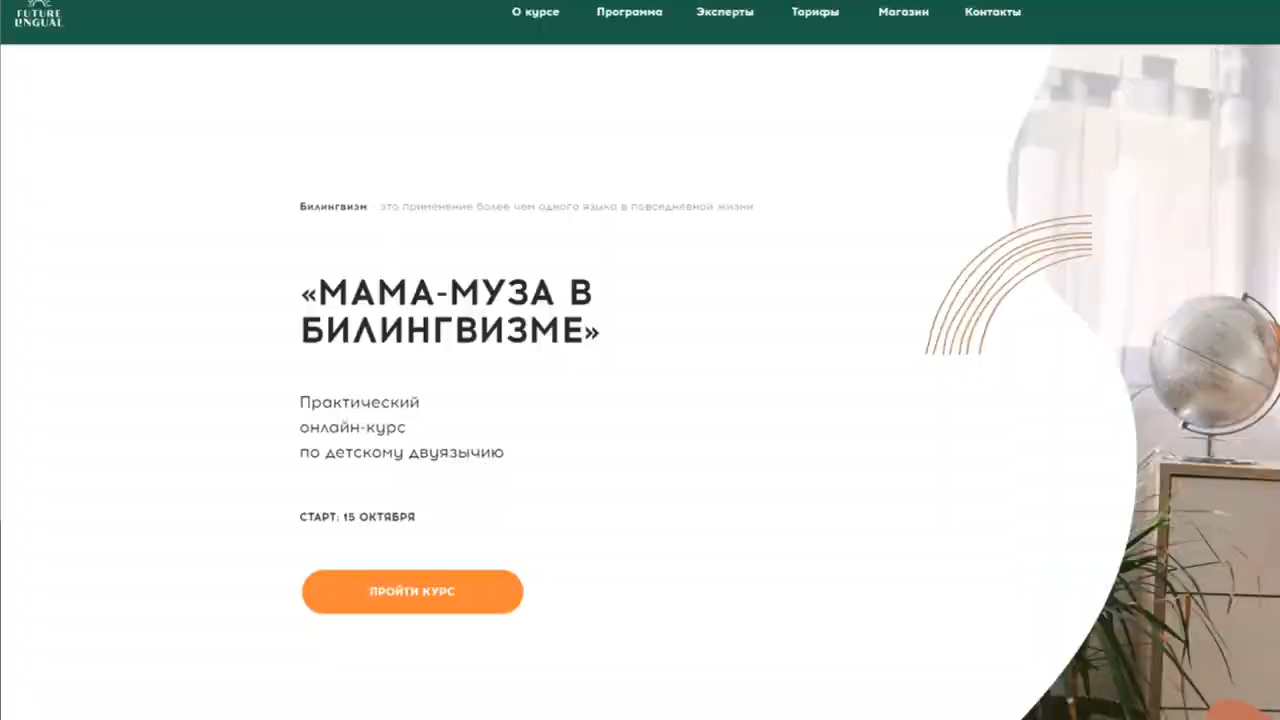 FUTURE
LINGUAL
О курсе Программа Эксперты Тарифы Магазин Контакты
Билингвизм - это применение более чем одного языка в повседневной жизни
«МАМА-МУЗА В
БИЛИНГВИЗМЕ»
Практический
онлайн-курс
по детскому двуязычию
СТАРТ: 15 ОКТЯБРЯ
ПРОЙТИ КУРС